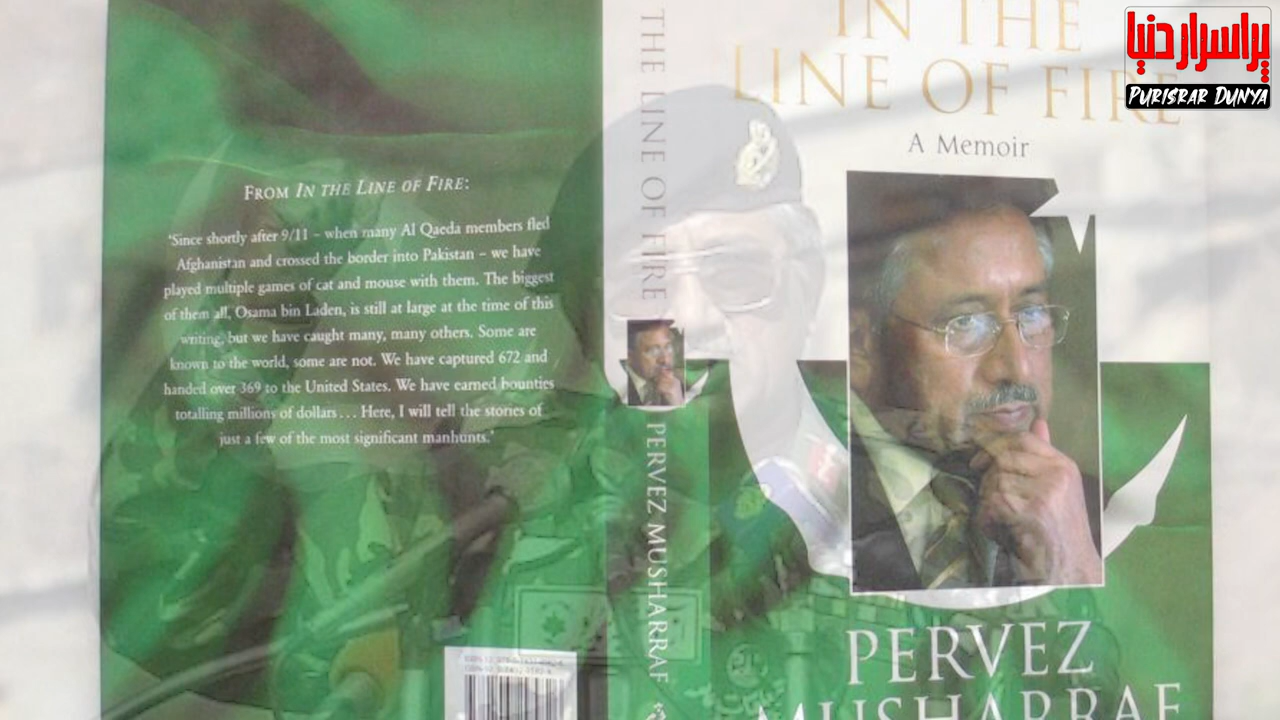 پراسرار دنیا
PURISRAR DUNYA
FROM IN THE LINE OF FIRE:
'Since shortly after 9/11 – when many Al Qaeda members fled
Afghanistan and crossed the border into Pakistan – we have
played multiple games of cat and mouse with them. The biggest
of them all, Osama bin Laden, is still at large at the time of this
writing, but we have caught many, many others. Some are
known to the world, some are not. We have captured 672 and
handed over 369 to the United States. We have earned bounties
totalling millions of dollars . . . Here, I will tell the stories of
just a few of the most significant manhunts.'
THE LINE OF FIRE
PERVEZ MUSHARRAF
IN THE
LINE OF FIRE
A Memoir
PERVEZ
MUSHARRAF